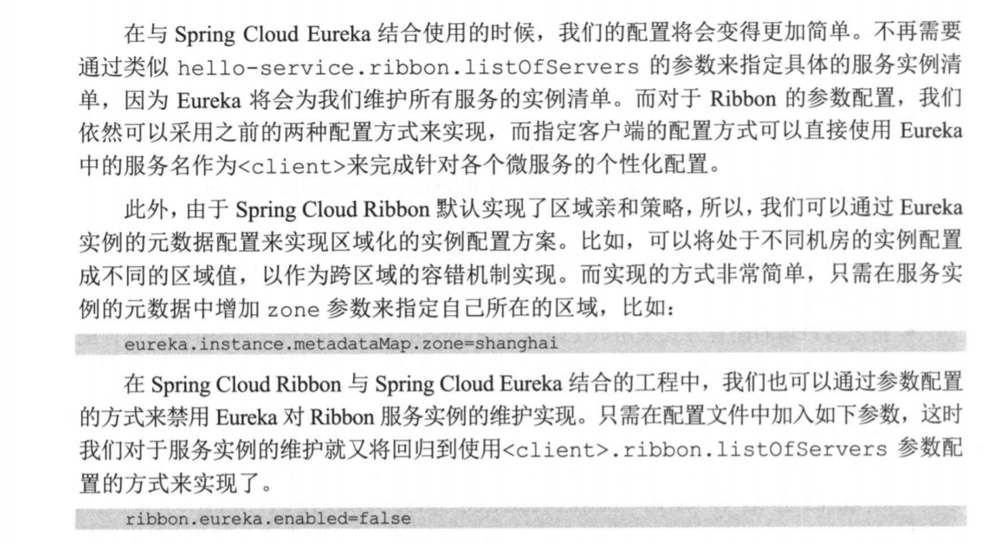 在与 Spring Cloud Eureka 结合使用的时候，我们的配置将会变得更加简单。不再需要
通过类似 hello-service.ribbon.listOfServers 的参数来指定具体的服务实例清
单，因为 Eureka 将会为我们维护所有服务的实例清单。而对于 Ribbon 的参数配置，我们
依然可以采用之前的两种配置方式来实现，而指定客户端的配置方式可以直接使用 Eureka
中的服务名作为<client>来完成针对各个微服务的个性化配置。
此外，由于 Spring Cloud Ribbon 默认实现了区域亲和策略，所以，我们可以通过 Eureka
实例的元数据配置来实现区域化的实例配置方案。比如，可以将处于不同机房的实例配置
成不同的区域值，以作为跨区域的容错机制实现。而实现的方式非常简单，只需在服务实
例的元数据中增加 zone 参数来指定自己所在的区域，比如：
eureka.instance.metadataMap.zone=shanghai
在 Spring Cloud Ribbon 与 Spring Cloud Eureka 结合的工程中，我们也可以通过参数配置
的方式来禁用 Eureka 对 Ribbon 服务实例的维护实现。只需在配置文件中加入如下参数，这时
我们对于服务实例的维护就又将回归到使用<client>.ribbon.listOfServers 参数配
置的方式来实现了。
ribbon.eureka.enabled=false